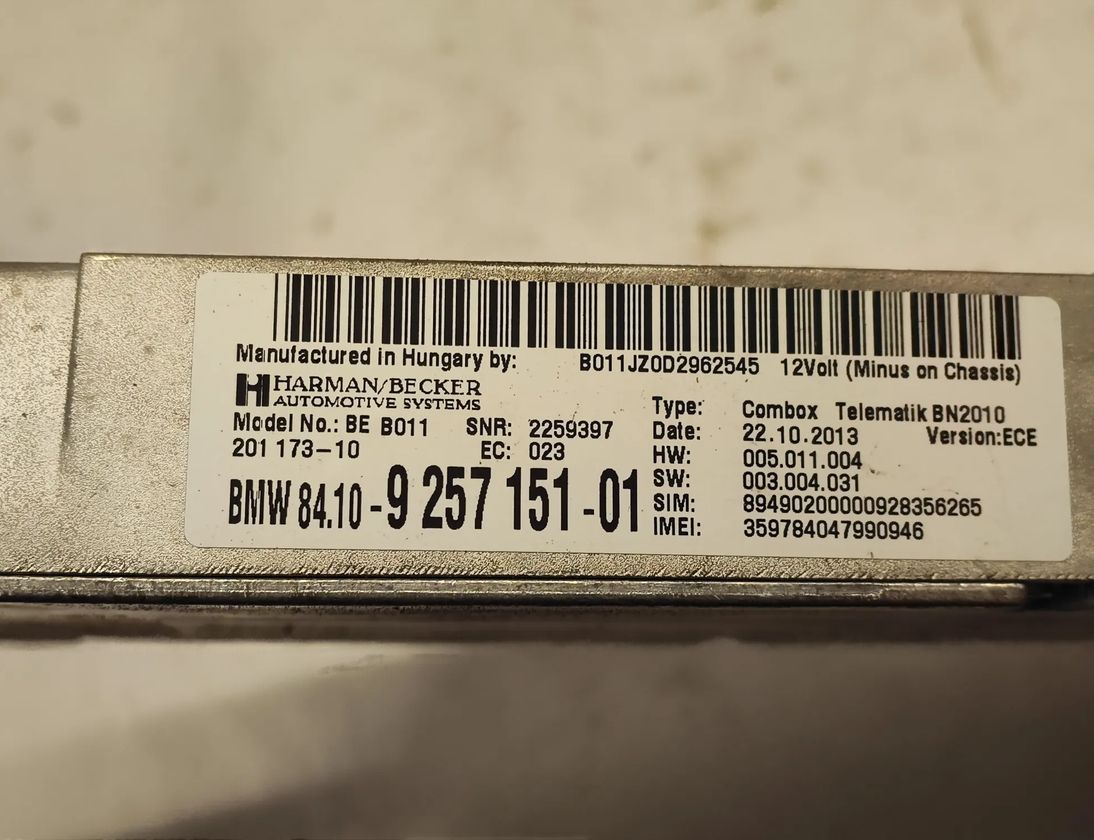 Manufactured in Hungary by: B011JZ0D2962545 12Volt (Minus on Chassis)
HARMAN/BECKER
AUTOMOTIVE SYSTEMS
Model No.: BE B011 SNR: 2259397
201 173-10 EC: 023
BMW 84.10-9 257 151-01
Type: Combox Telematik BN2010
Date: 22.10.2013 Version:ECE
HW: 005.011.004
SW: 003.004.031
SIM: 89490200000928356265
IMEI: 359784047990946